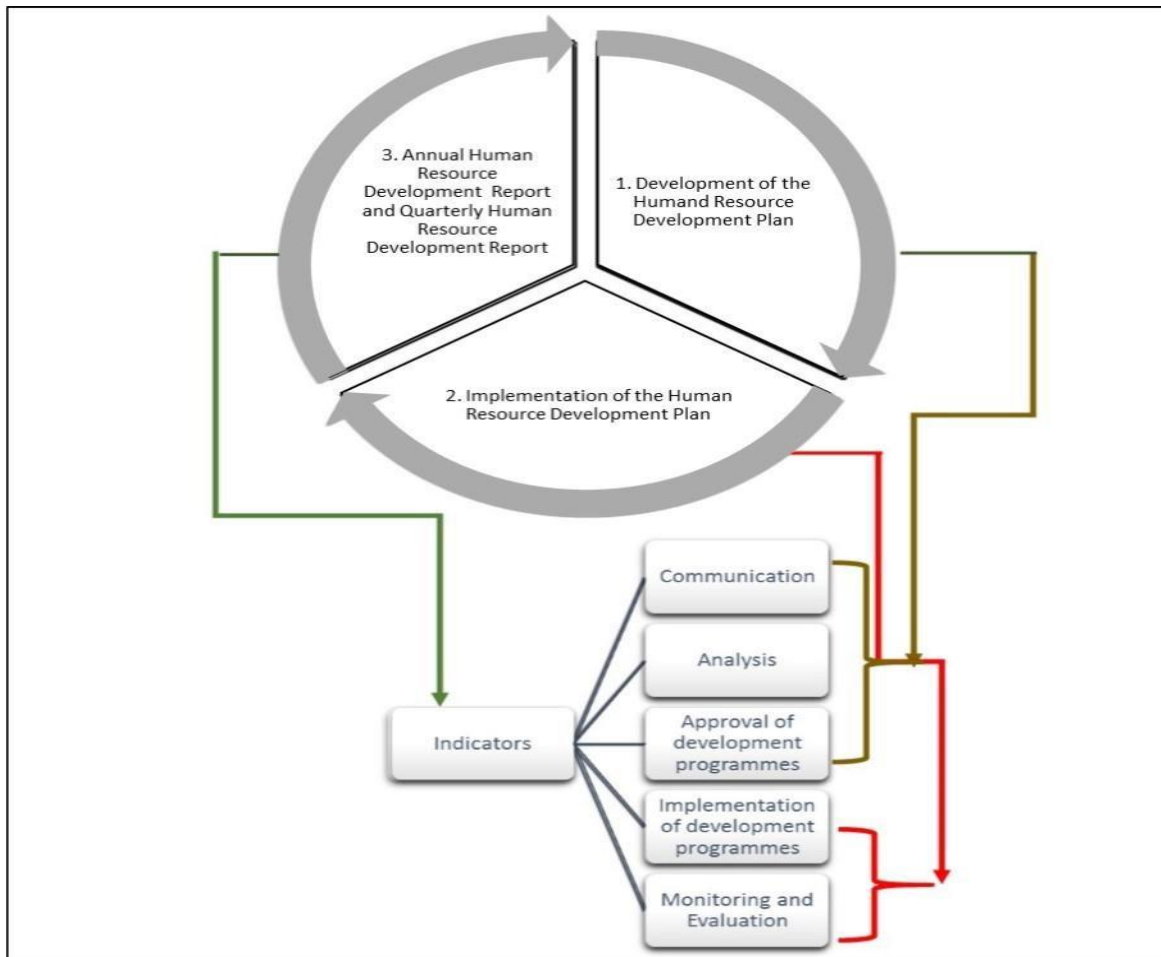 3. Annual Human
Resource
Development Report
and Quarterly Human
Resource
Development Report
1. Development of the
Humand Resource
Development Plan
2. Implementation of the Human
Resource Development Plan
Communication
Analysis
Approval of
development
programmes
Indicators
Implementation
of development
programmes
Monitoring and
Evaluation